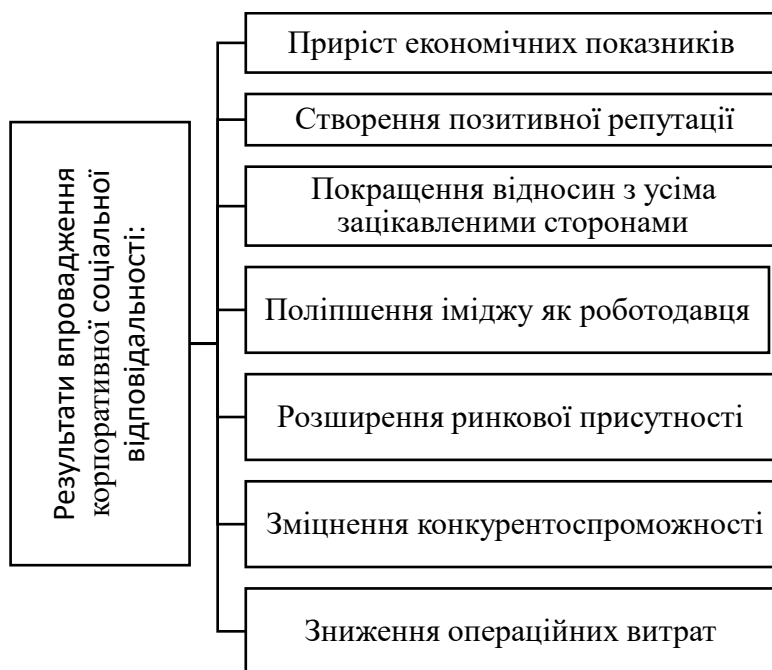 Результати впровадження
корпоративної соціальної
відповідальності:
Приріст економічних показників
Створення позитивної репутації
Покращення відносин з усіма
зацікавленими сторонами
Поліпшення іміджу як роботодавця
Розширення ринкової присутності
Зміцнення конкурентоспроможності
Зниження операційних витрат